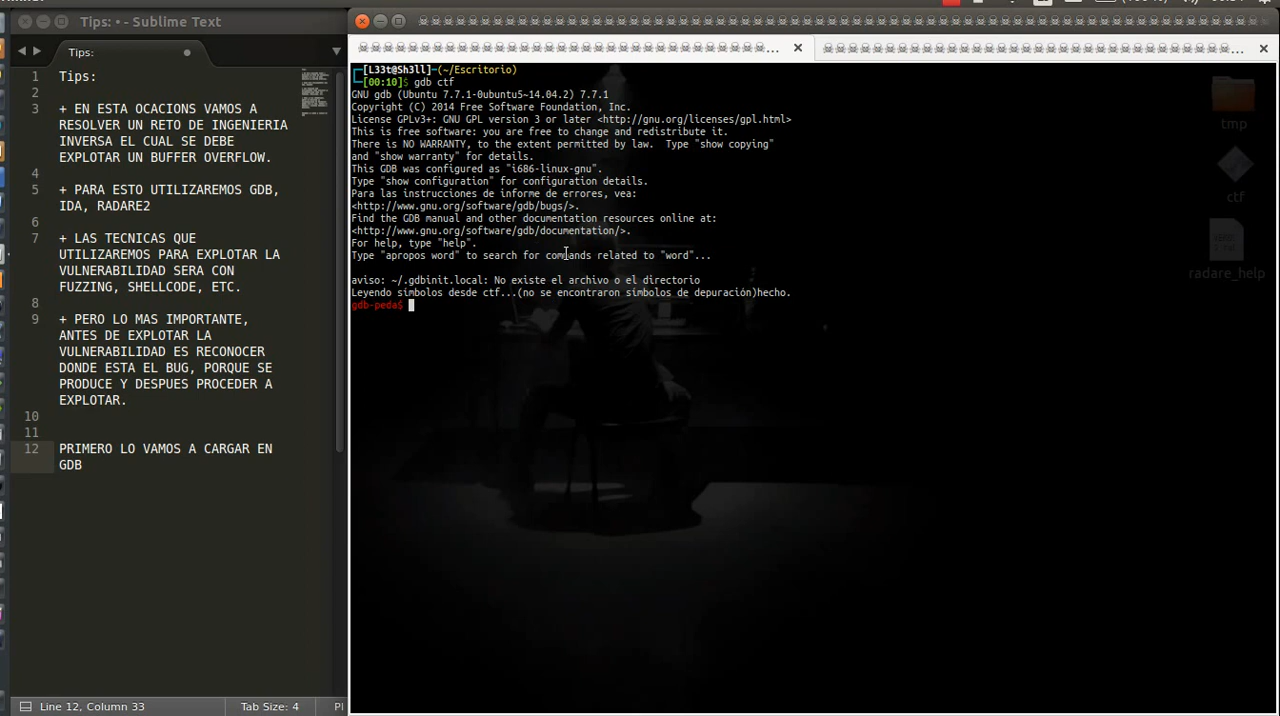 Tips: • - Sublime Text
Tips:
1 Tips:
2
3 + EN ESTA OCACIONS VAMOS A
RESOLVER UN RETO DE INGENIERIA
INVERSA EL CUAL SE DEBE
EXPLOTAR UN BUFFER OVERFLOW.
4
5 + PARA ESTO UTILIZAREMOS GDB,
IDA, RADARE2
6
7 + LAS TECNICAS QUE
UTILIZAREMOS PARA EXPLOTAR LA
VULNERABILIDAD SERA CON
FUZZING, SHELLCODE, ETC.
8
9 + PERO LO MAS IMPORTANTE,
ANTES DE EXPLOTAR LA
VULNERABILIDAD ES RECONOCER
DONDE ESTA EL BUG, PORQUE SE
PRODUCE Y DESPUES PROCEDER A
EXPLOTAR.
10
11
12 PRIMERO LO VAMOS A CARGAR EN
GDB
Line 12, Column 33
Tab Size: 4
Pl
[L33t@Sh3ll]-(~/Escritorio)
[00:10]$ gdb ctf
GNU gdb (Ubuntu 7.7.1-0ubuntu5~14.04.2) 7.7.1
Copyright (C) 2014 Free Software Foundation, Inc.
License GPLv3+: GNU GPL version 3 or later <http://gnu.org/licenses/gpl.html>
This is free software: you are free to change and redistribute it.
There is NO WARRANTY, to the extent permitted by law.  Type "show copying"
and "show warranty" for details.
This GDB was configured as "i686-linux-gnu".
Type "show configuration" for configuration details.
Para las instrucciones de informe de errores, vea:
<http://www.gnu.org/software/gdb/bugs/>.
Find the GDB manual and other documentation resources online at:
<http://www.gnu.org/software/gdb/documentation/>.
For help, type "help".
Type "apropos word" to search for commands related to "word"...
aviso: ~/.gdbinit.local: No existe el archivo o el directorio
Leyendo símbolos desde ctf...(no se encontraron símbolos de depuración)hecho.
gdb-peda$
tmp
ctf
radare_help